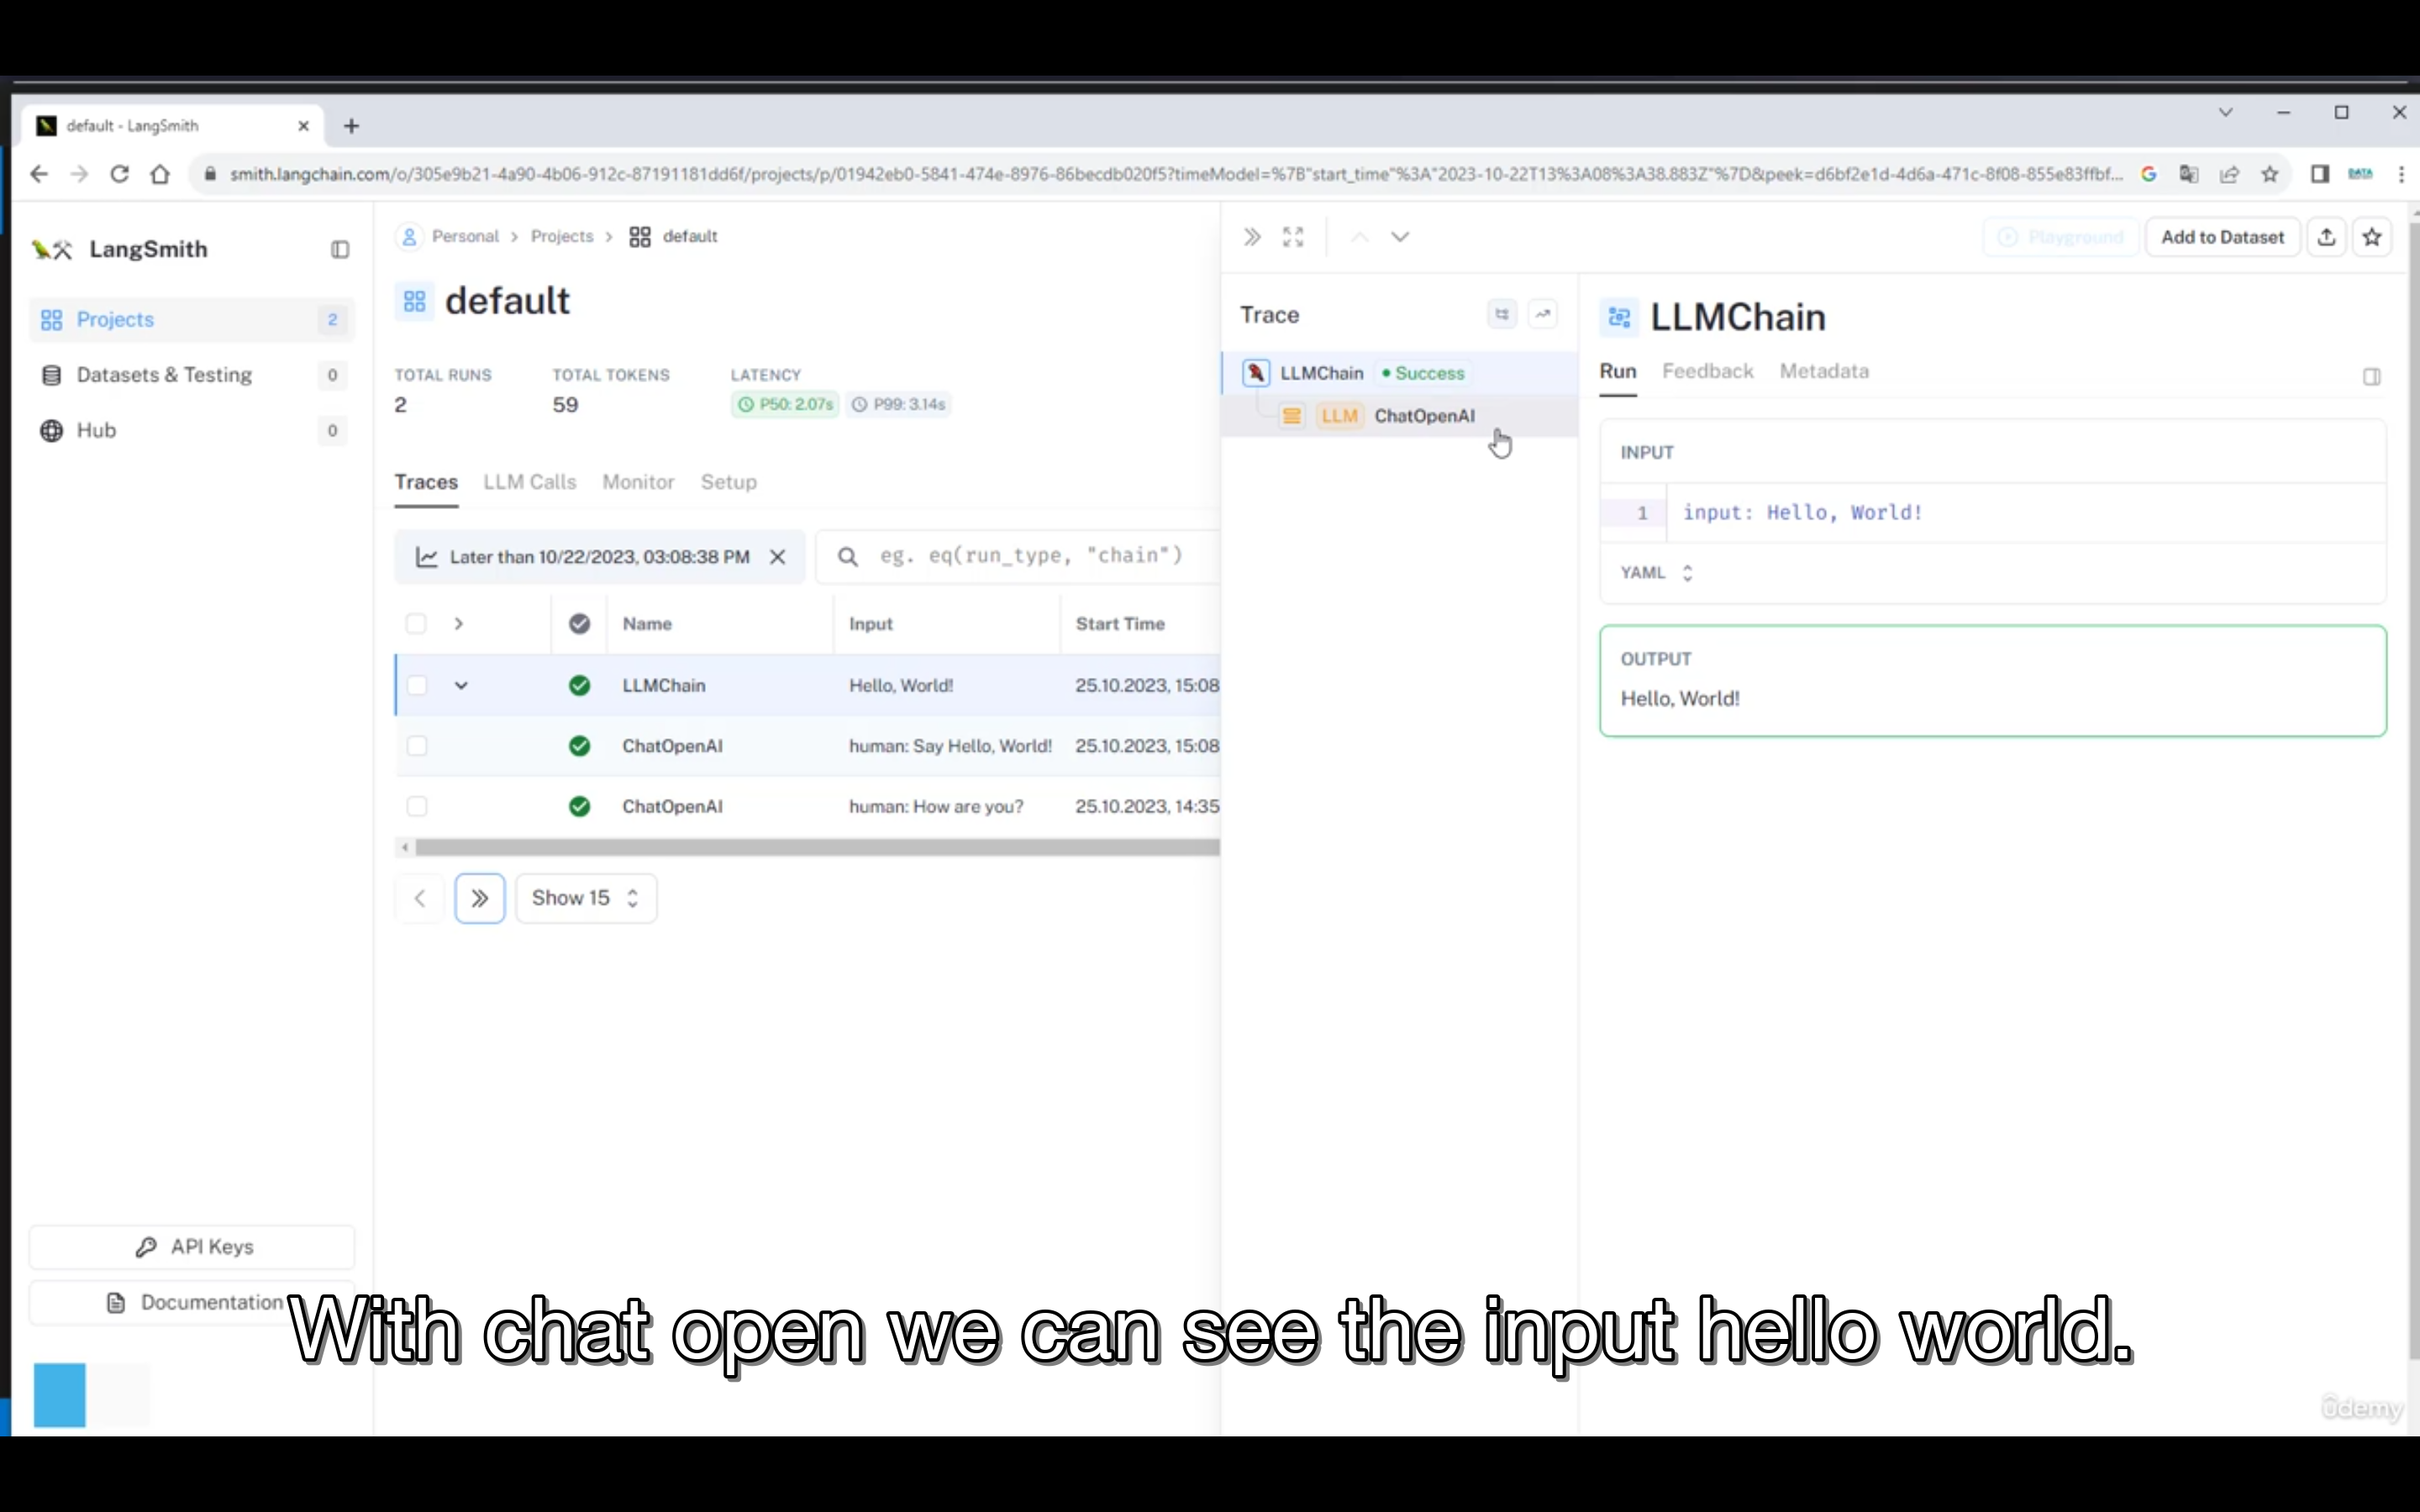 default - LangSmith
smith.langchain.com/o/305e9b21-4a90-4b06-912c-87191181dd6f/projects/p/01942eb0-5841-474e-8976-86becdb020f5?timeModel=%7B"start_time"%3A"2023-10-22T13%3A08%3A38.883Z"%7D&peek=d6bf2e1d-4d6a-471c-8f08-855e83ffbf...
DATA
LangSmith
Projects 2
Datasets & Testing 0
Hub 0
API Keys
Documentation
Personal > Projects > default
default
TOTAL RUNS TOTAL TOKENS LATENCY
2 59 P50: 2.07s P99: 3.14s
Traces LLM Calls Monitor Setup
Later than 10/22/2023, 03:08:38 PM eg. eq(run_type, "chain")
Name Input Start Time
LLMChain Hello, World! 25.10.2023, 15:08
ChatOpenAI human: Say Hello, World! 25.10.2023, 15:08
ChatOpenAI human: How are you? 25.10.2023, 14:35
Show 15
Playground Add to Dataset
Trace
LLMChain Success
LLM ChatOpenAI
LLMChain
Run Feedback Metadata
INPUT
1 input: Hello, World!
YAML
OUTPUT
Hello, World!
With chat open we can see the input hello world.
ûdemy